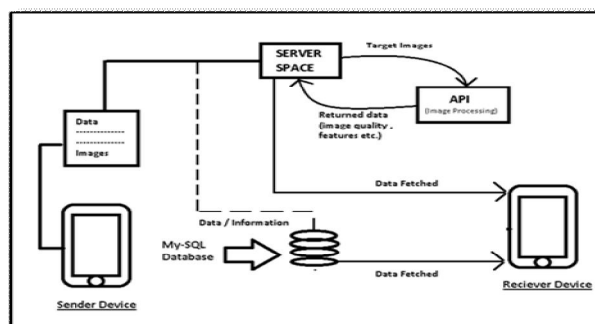 SERVER
SPACE
Target Images
API
(Image Processing)
Returned data
(image quality ,
features etc.)
Data
Images
Data Fetched
Data / Information
My-SQL
Database
Data Fetched
Sender Device
Reciever Device